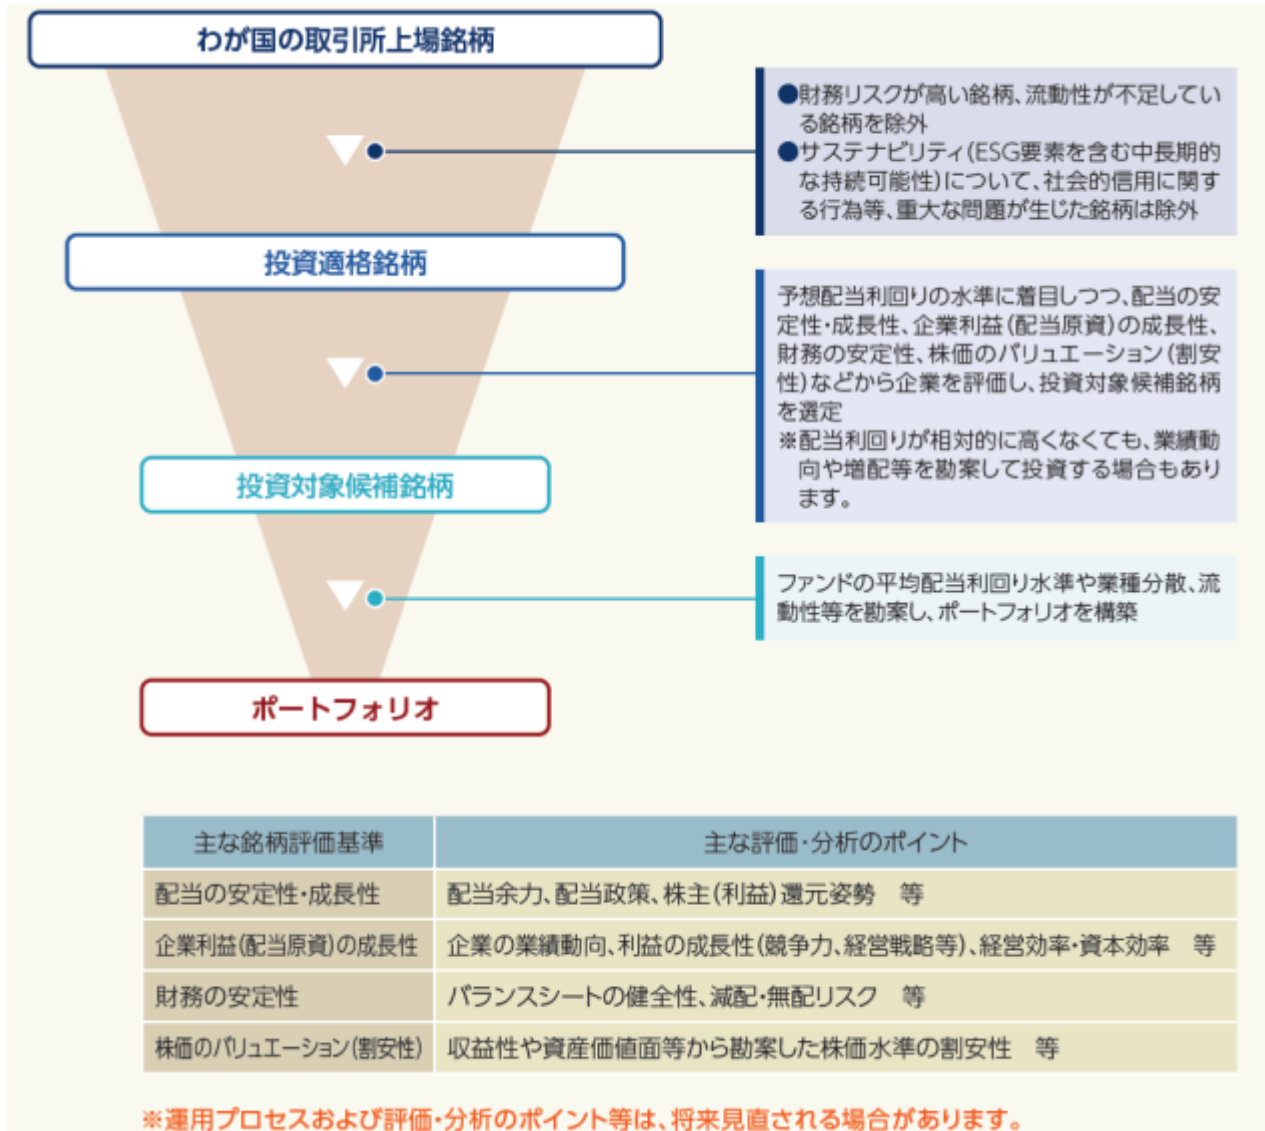 わが国の取引所上場銘柄
●財務リスクが高い銘柄、流動性が不足してい
る銘柄を除外
●サステナビリティ(ESG要素を含む中長期的
な持続可能性)について、社会的信用に関す
る行為等、重大な問題が生じた銘柄は除外
投資適格銘柄
予想配当利回りの水準に着目しつつ、配当の安
定性・成長性、企業利益(配当原資)の成長性、
財務の安定性、株価のバリュエーション(割安
性)などから企業を評価し、投資対象候補銘柄
を選定
※配当利回りが相対的に高くなくても、業績動
向や増配等を勘案して投資する場合もあり
ます。
投資対象候補銘柄
ファンドの平均配当利回り水準や業種分散、流
動性等を勘案し、ポートフォリオを構築
ポートフォリオ
主な銘柄評価基準 主な評価・分析のポイント
配当の安定性・成長性 配当余力、配当政策、株主(利益)還元姿勢 等
企業利益(配当原資)の成長性 企業の業績動向、利益の成長性(競争力、経営戦略等)、経営効率・資本効率 等
財務の安定性 バランスシートの健全性、減配・無配リスク 等
株価のバリュエーション(割安性) 収益性や資産価値面等から勘案した株価水準の割安性 等
※運用プロセスおよび評価・分析のポイント等は、将来見直される場合があります。